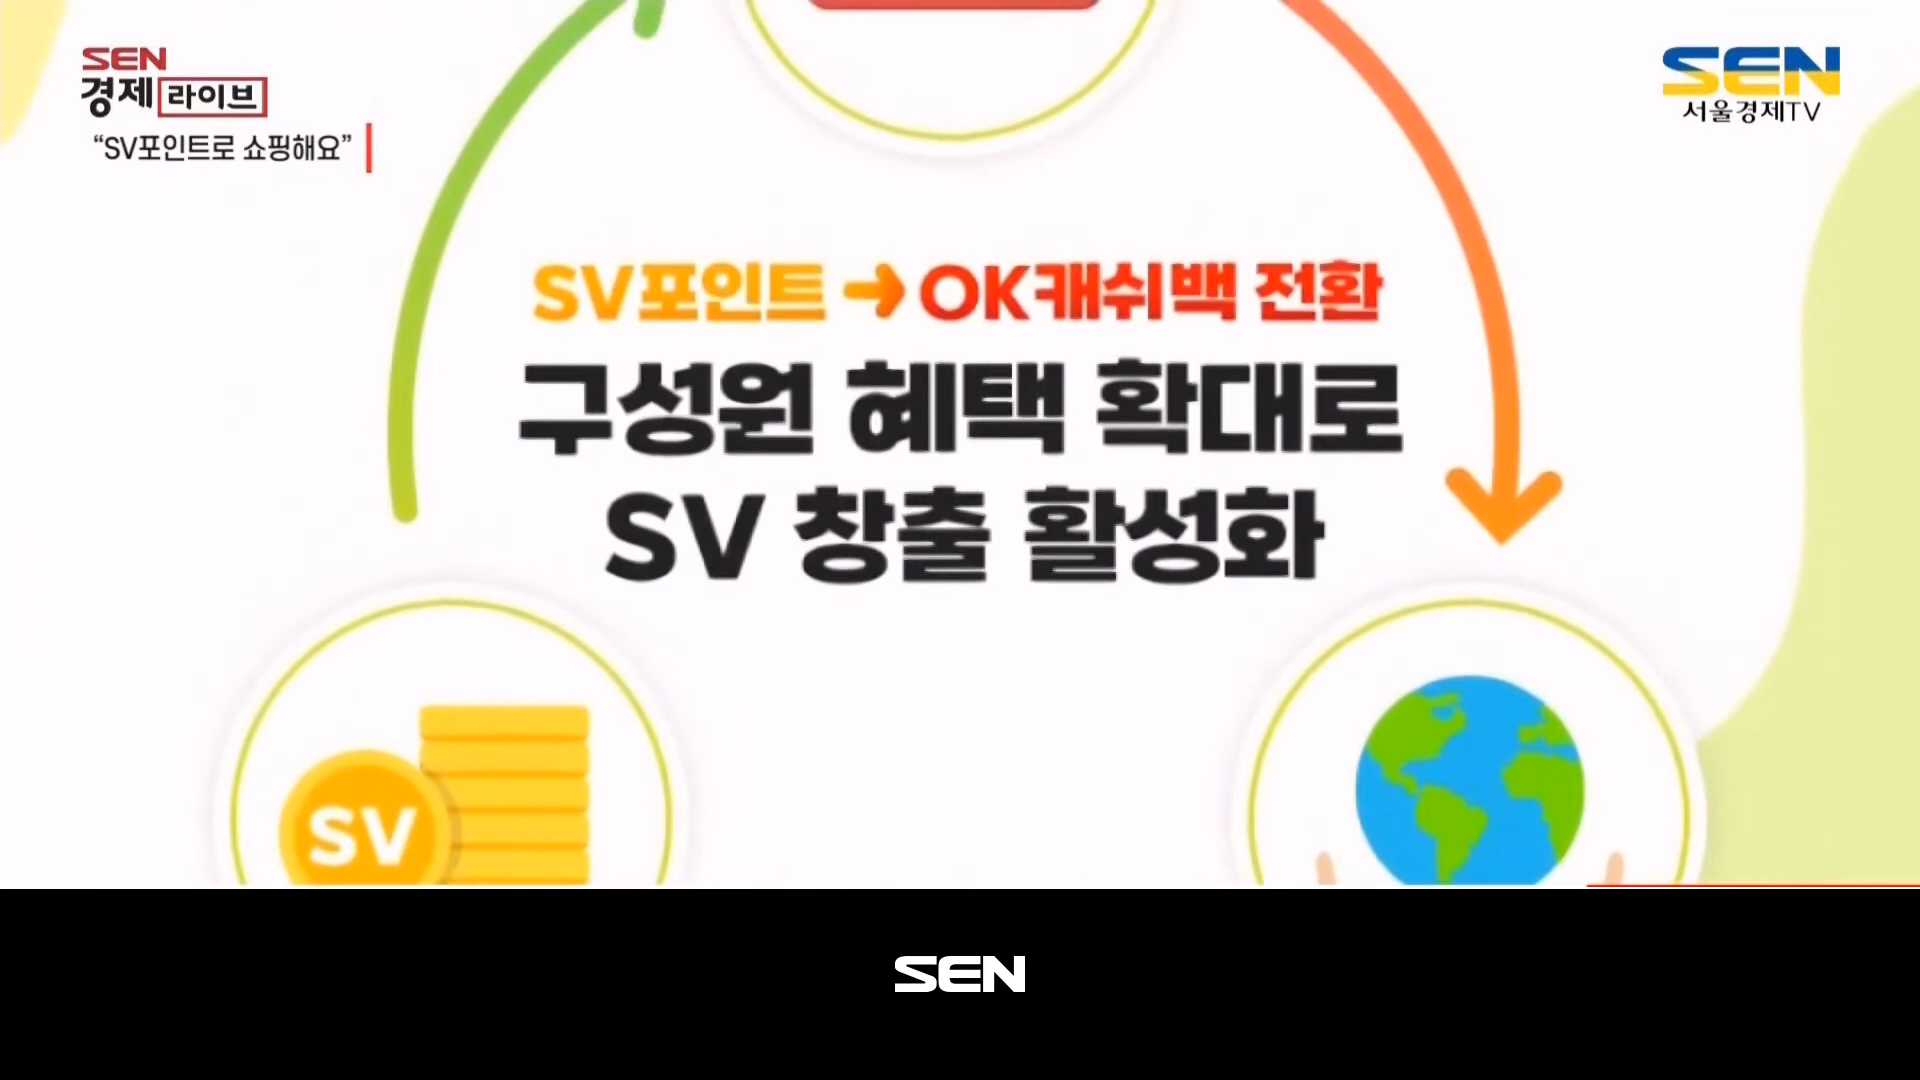 SEN
경제 라이브
“SV포인트로 쇼핑해요”
SEN
서울경제TV
SV포인트 → OK캐쉬백 전환
구성원 혜택 확대로
SV 창출 활성화
SV
SEN